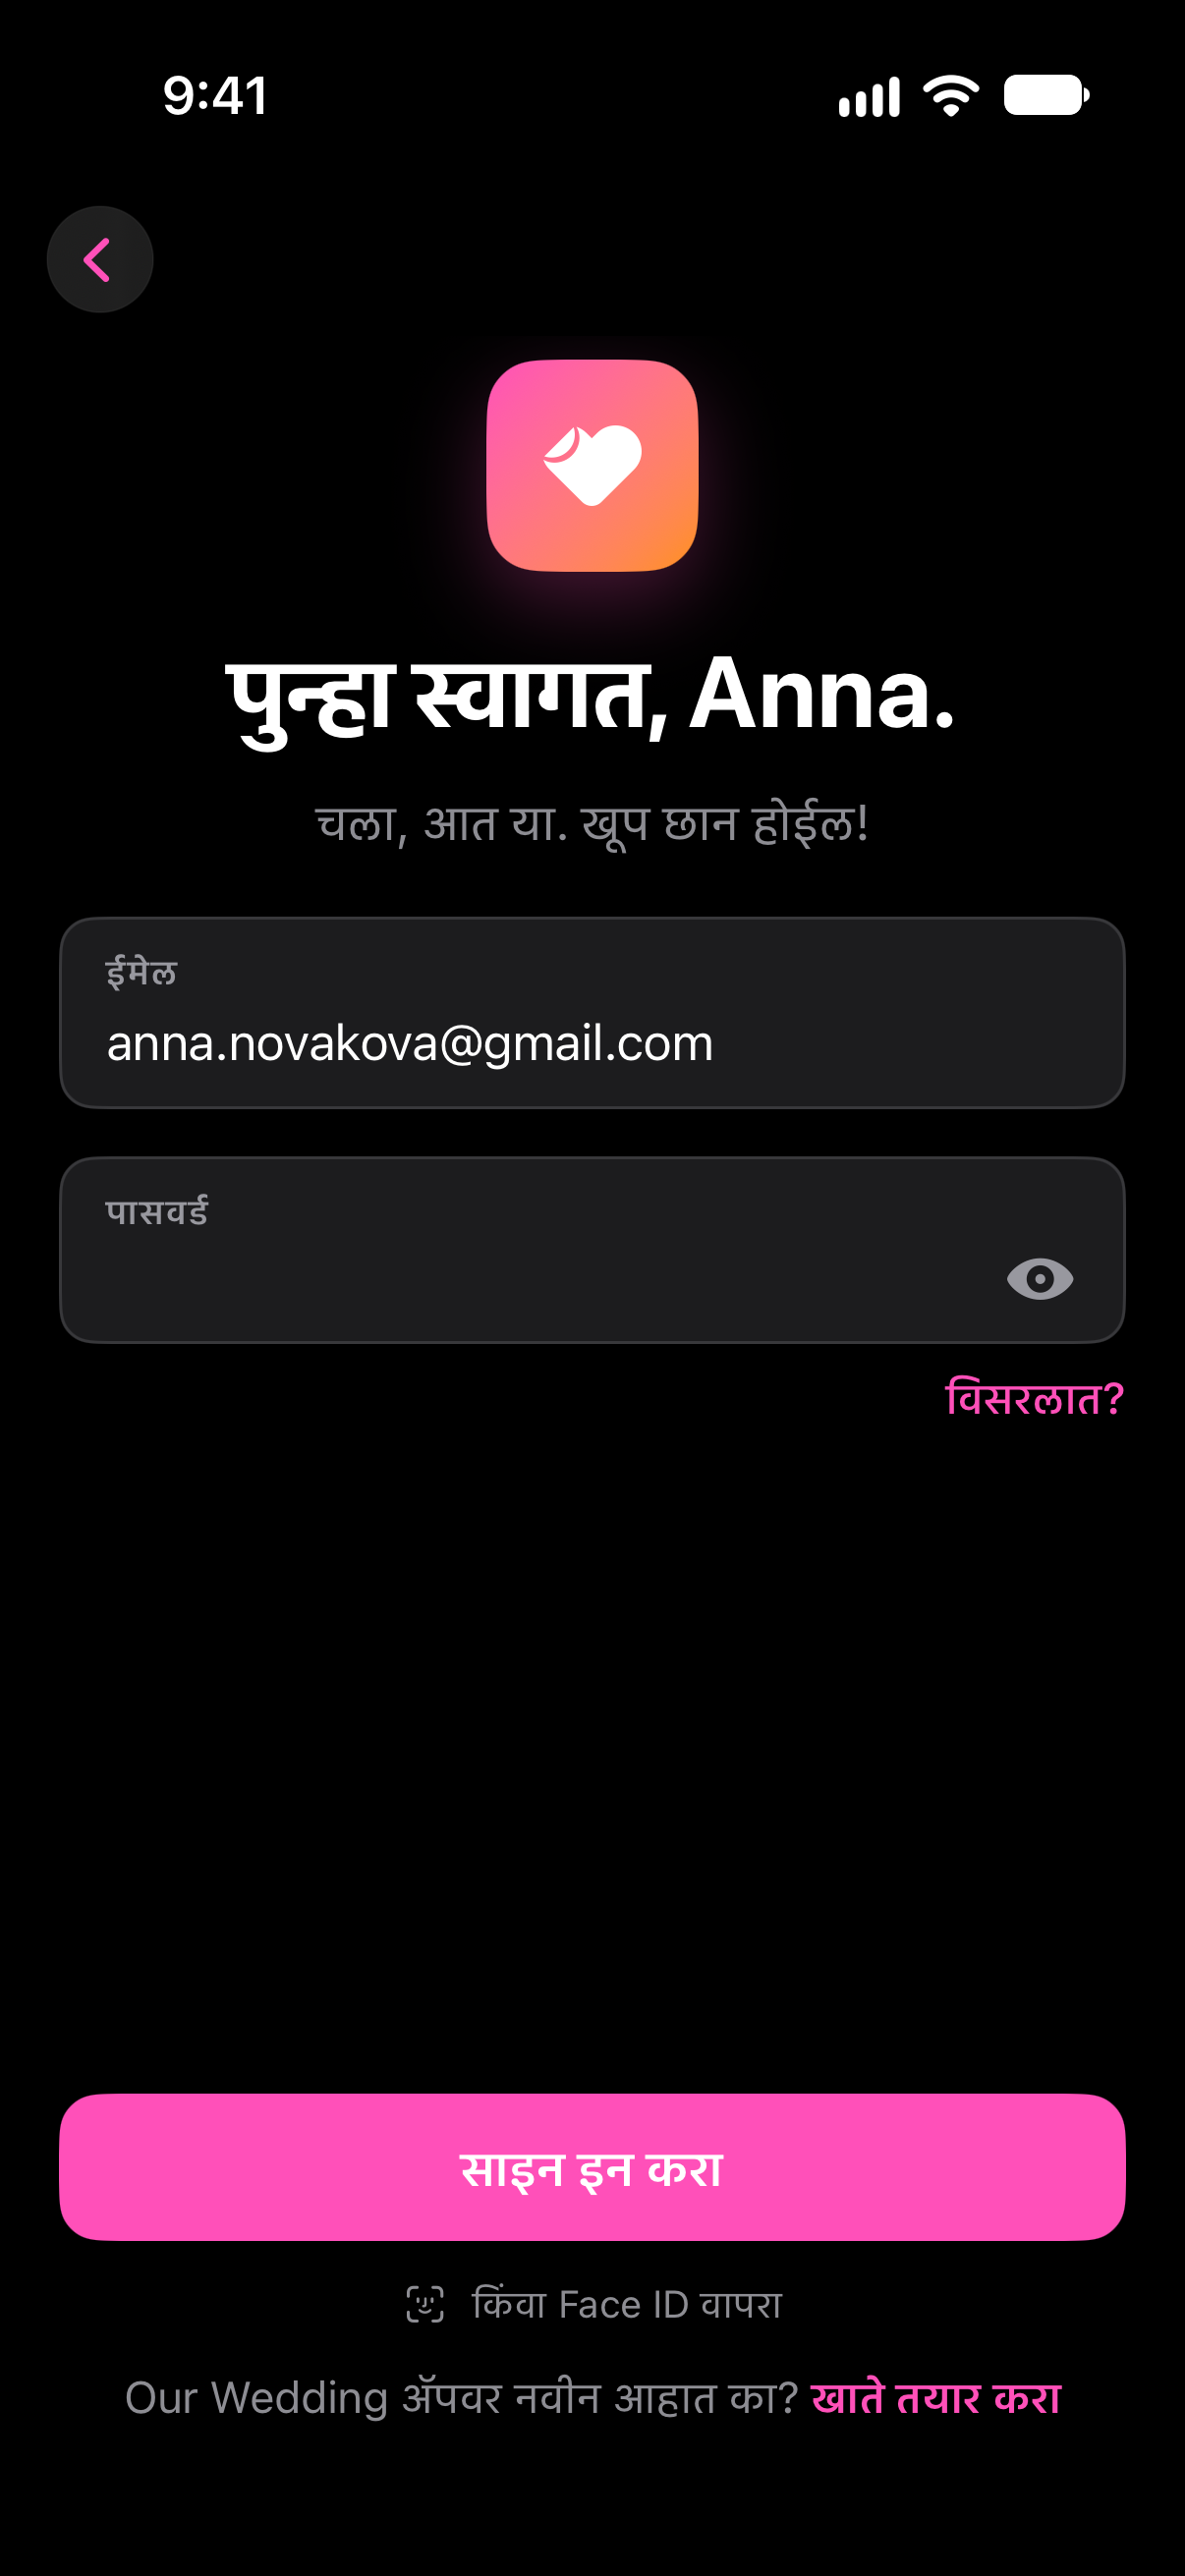 9:41
पुन्हा स्वागत, Anna.
चला, आत या. खूप छान होईल!
ईमेल
anna.novakova@gmail.com
पासवर्ड
विसरलात?
साइन इन करा
किंवा Face ID वापरा
Our Wedding ॲपवर नवीन आहात का? खाते तयार करा